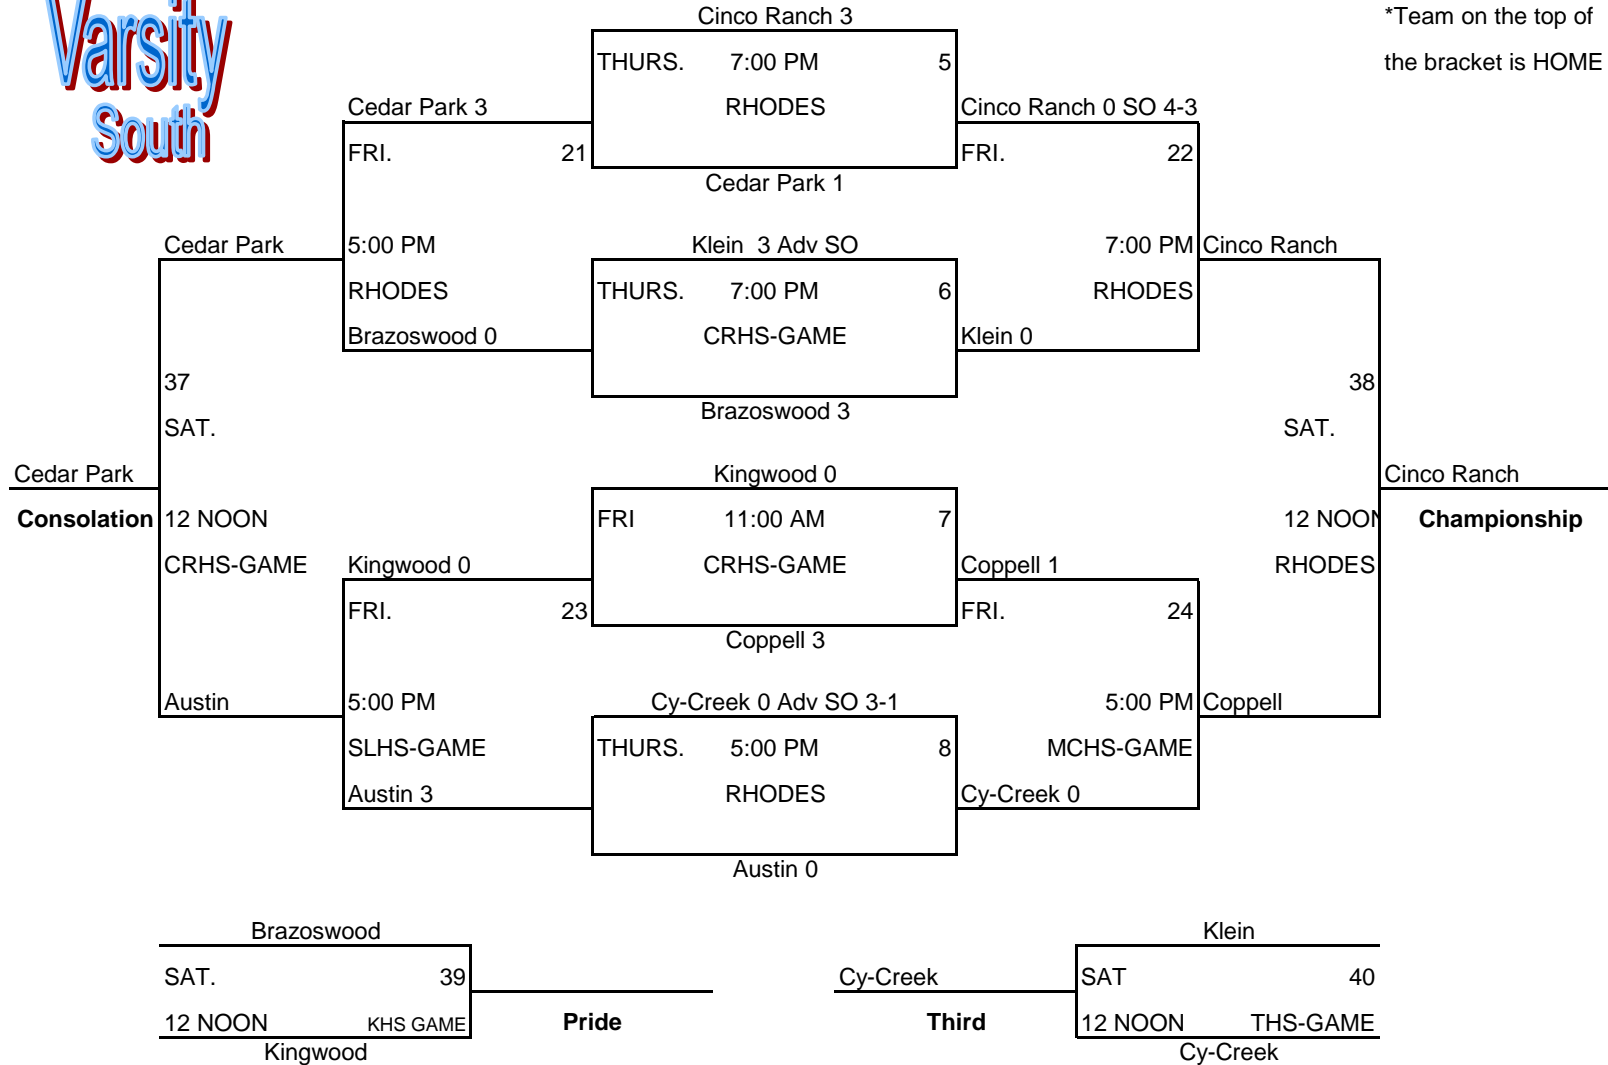 Varsity
South
Cinco Ranch 3
*Team on the top of
the bracket is HOME
THURS. 7:00 PM 5
RHODES
Cedar Park 3
Cinco Ranch 0 SO 4-3
FRI. 21
FRI. 22
Cedar Park 1
Cedar Park
5:00 PM
Klein 3 Adv SO
7:00 PM
Cinco Ranch
RHODES
THURS. 7:00 PM 6
RHODES
Brazoswood 0
CRHS-GAME
Klein 0
37
38
Brazoswood 3
SAT.
SAT.
Cedar Park
Kingwood 0
Cinco Ranch
Consolation
12 NOON
FRI 11:00 AM 7
12 NOON
Championship
CRHS-GAME
Kingwood 0
CRHS-GAME
Coppell 1
RHODES
FRI. 23
FRI. 24
Coppell 3
Austin
5:00 PM
Cy-Creek 0 Adv SO 3-1
5:00 PM
Coppell
SLHS-GAME
THURS. 5:00 PM 8
MCHS-GAME
Austin 3
RHODES
Cy-Creek 0
Austin 0
Brazoswood
Klein
SAT. 39
Cy-Creek
SAT 40
12 NOON KHS GAME
Pride
Third
12 NOON THS-GAME
Kingwood
Cy-Creek